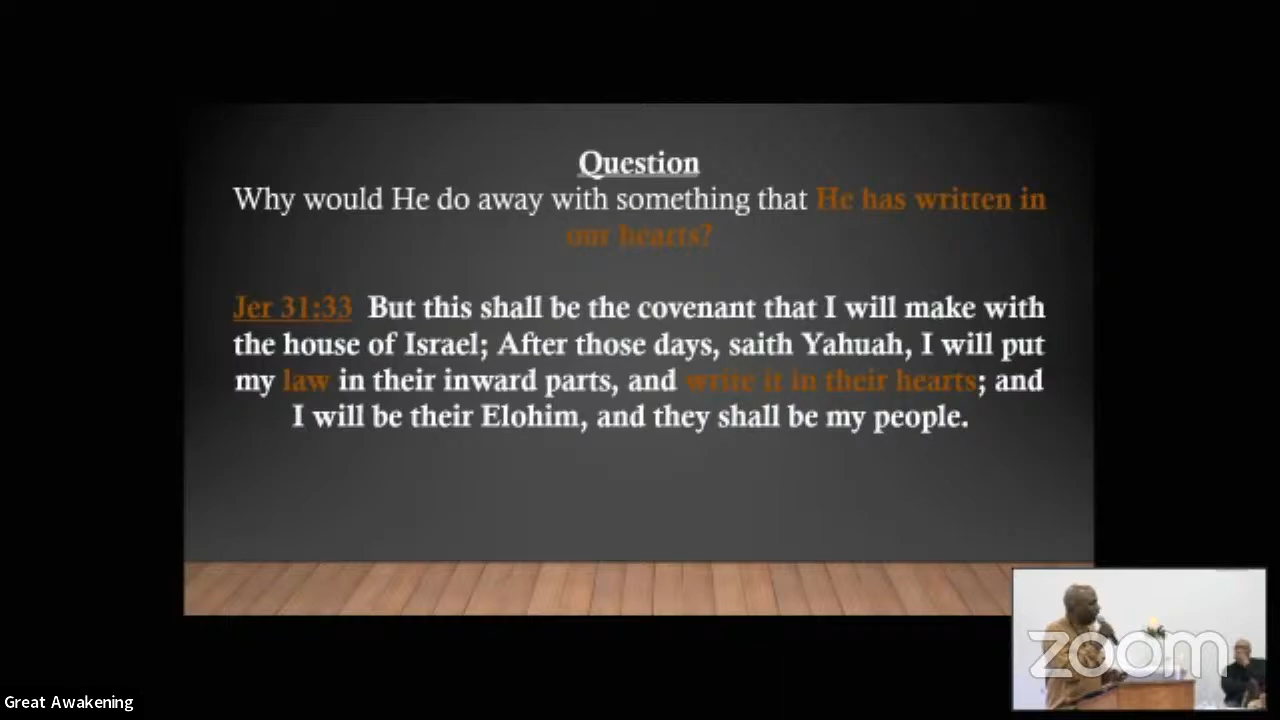 Question
Why would He do away with something that He has written in
our hearts?
Jer 31:33 But this shall be the covenant that I will make with
the house of Israel; After those days, saith Yahuah, I will put
my law in their inward parts, and write it in their hearts; and
I will be their Elohim, and they shall be my people.
zoom
Great Awakening